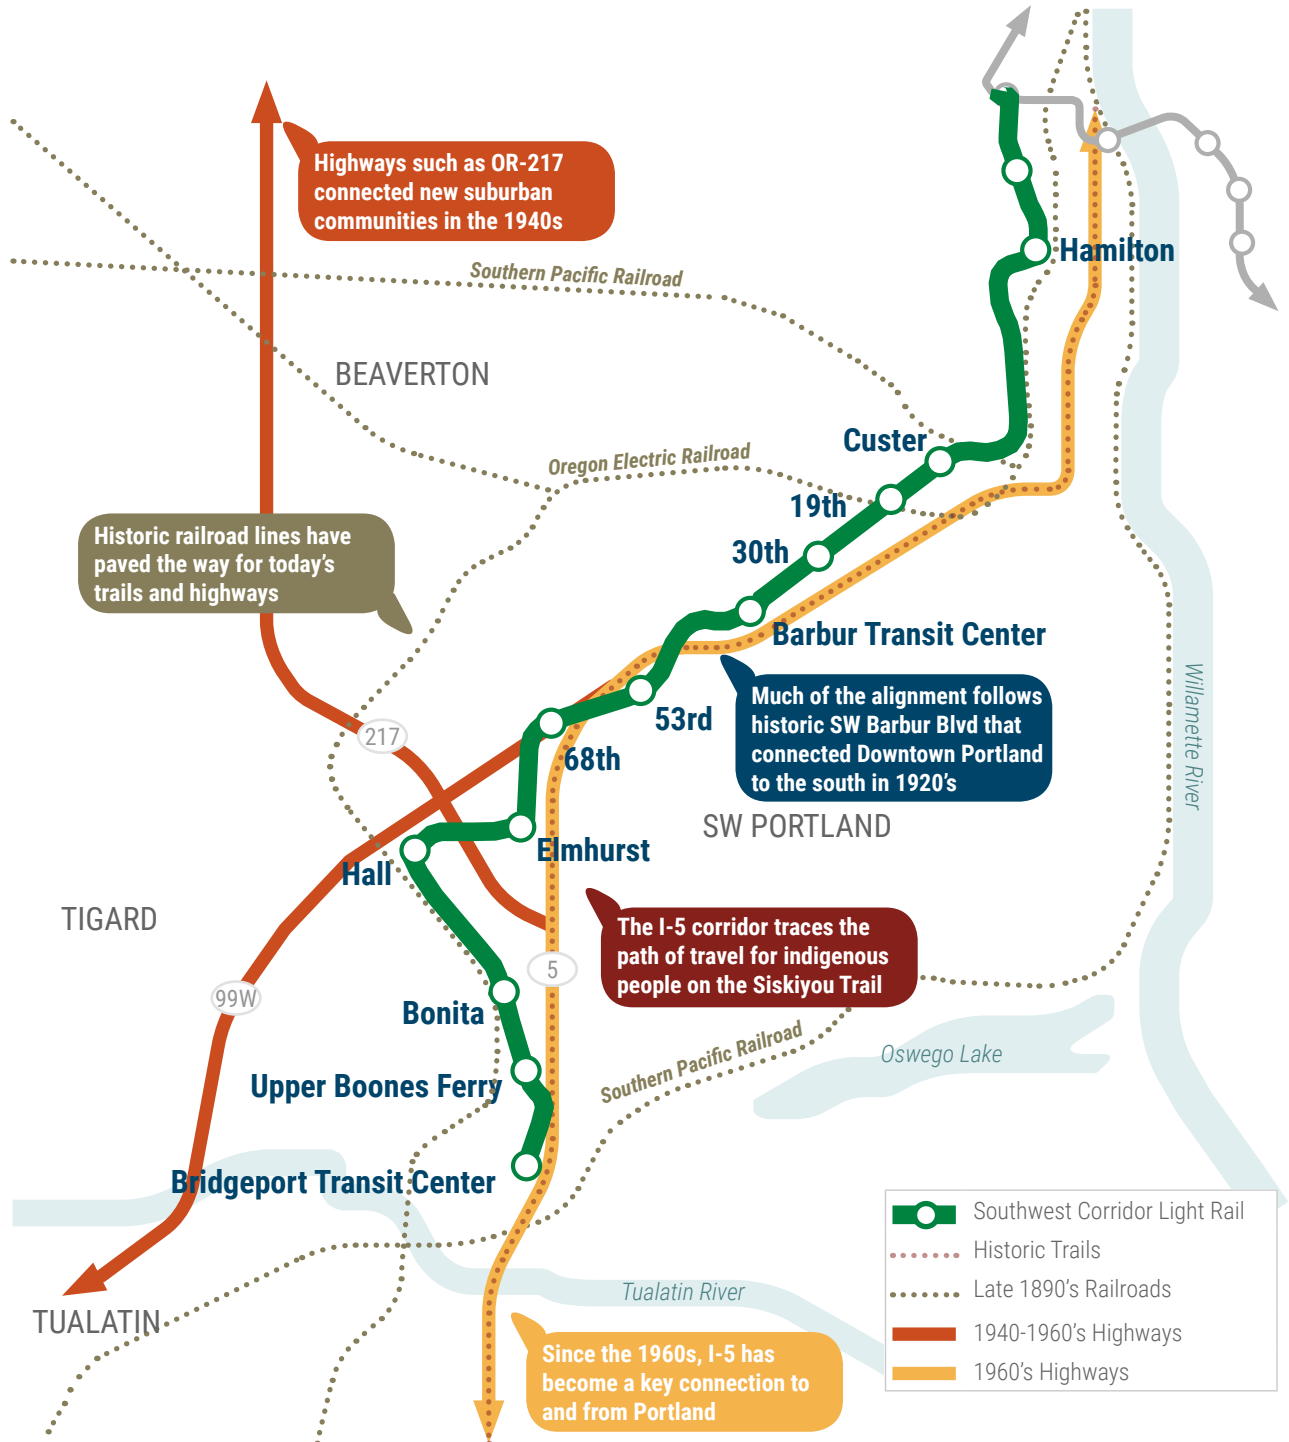 Highways such as OR-217
connected new suburban
communities in the 1940s
Hamilton
Southern Pacific Railroad
BEAVERTON
Custer
Oregon Electric Railroad
19th
Historic railroad lines have
paved the way for today’s
trails and highways
30th
Barbur Transit Center
Much of the alignment follows
historic SW Barbur Blvd that
connected Downtown Portland
to the south in 1920’s
53rd
217
68th
Willamette River
SW PORTLAND
Elmhurst
Hall
TIGARD
The I-5 corridor traces the
path of travel for indigenous
people on the Siskiyou Trail
5
99W
Bonita
Southern Pacific Railroad
Oswego Lake
Upper Boones Ferry
Bridgeport Transit Center
Southwest Corridor Light Rail
Historic Trails
Late 1890’s Railroads
1940-1960’s Highways
1960’s Highways
Tualatin River
TUALATIN
Since the 1960s, I-5 has
become a key connection to
and from Portland